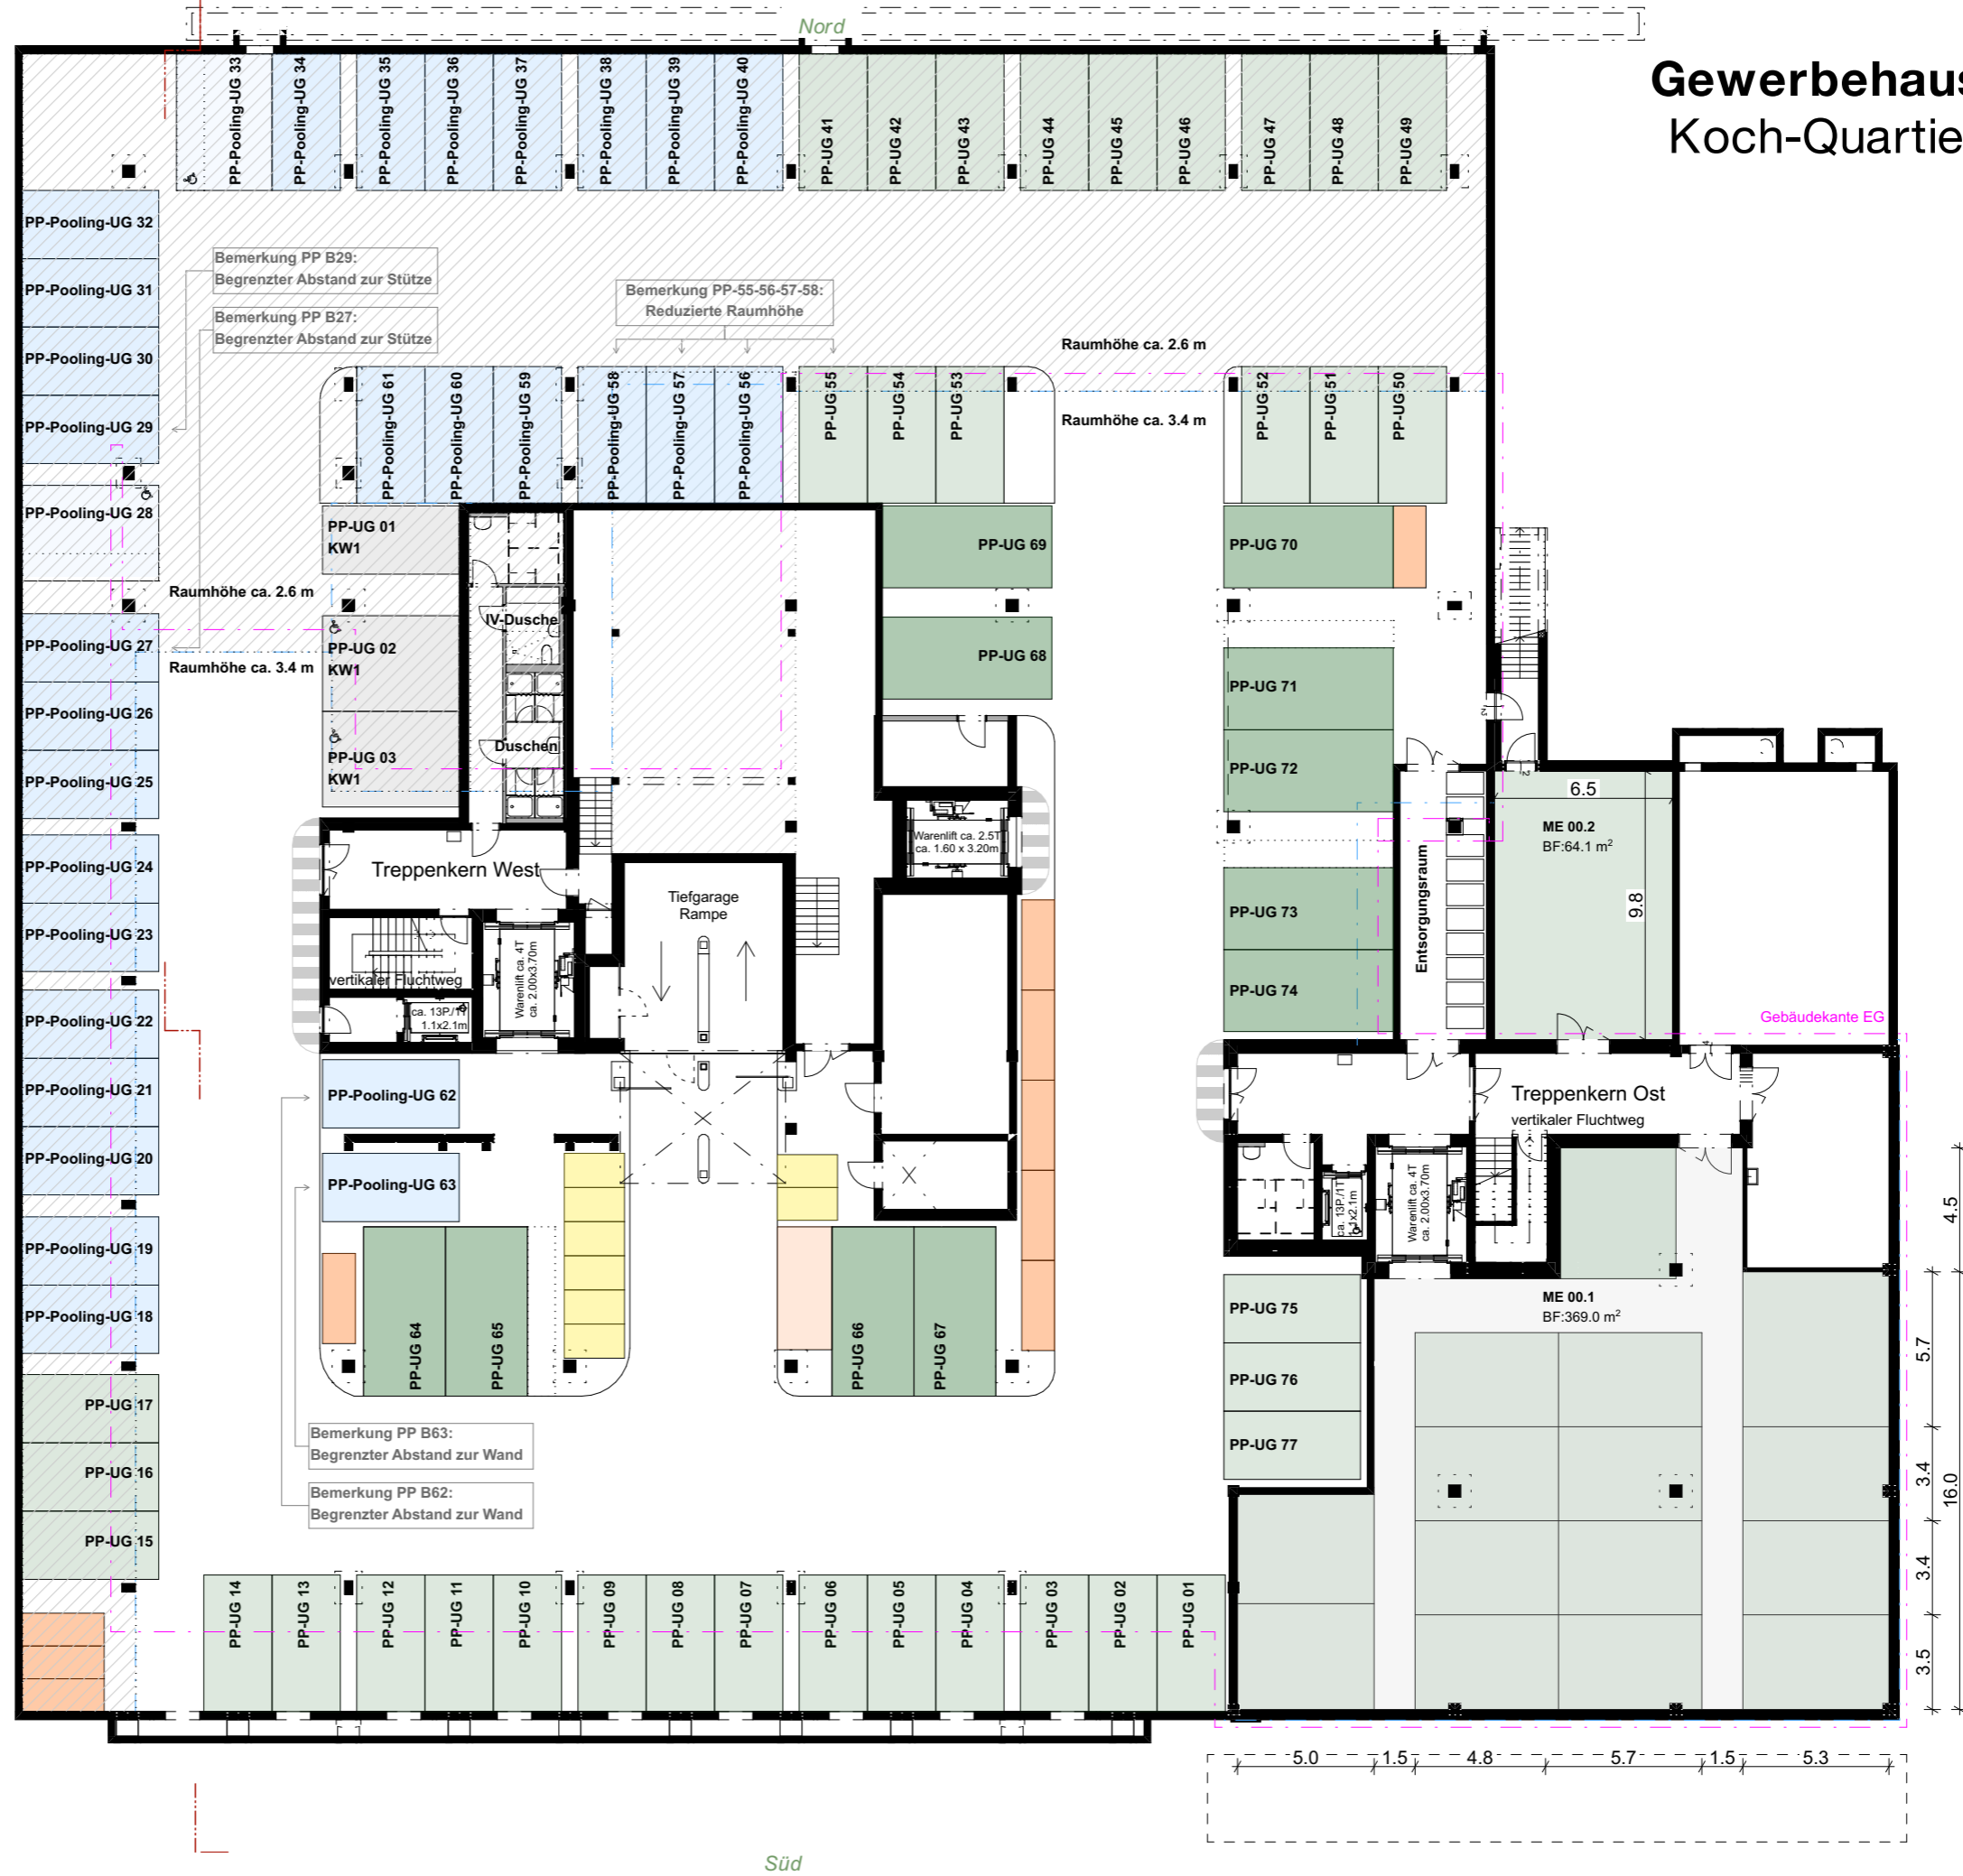 Nord
Gewerbehaus
Koch-Quartie
PP-Pooling-UG 33
PP-Pooling-UG 34
PP-Pooling-UG 35
PP-Pooling-UG 36
PP-Pooling-UG 37
PP-Pooling-UG 38
PP-Pooling-UG 39
PP-Pooling-UG 40
PP-UG 41
PP-UG 42
PP-UG 43
PP-UG 44
PP-UG 45
PP-UG 46
PP-UG 47
PP-UG 48
PP-UG 49
PP-Pooling-UG 32
PP-Pooling-UG 31
PP-Pooling-UG 30
PP-Pooling-UG 29
PP-Pooling-UG 28
PP-Pooling-UG 27
PP-Pooling-UG 26
PP-Pooling-UG 25
PP-Pooling-UG 24
PP-Pooling-UG 23
PP-Pooling-UG 22
PP-Pooling-UG 21
PP-Pooling-UG 20
PP-Pooling-UG 19
PP-Pooling-UG 18
PP-UG 17
PP-UG 16
PP-UG 15
Bemerkung PP B29:
Begrenzter Abstand zur Stütze
Bemerkung PP B27:
Begrenzter Abstand zur Stütze
Bemerkung PP-55-56-57-58:
Reduzierte Raumhöhe
Raumhöhe ca. 2.6 m
Raumhöhe ca. 3.4 m
PP-Pooling-UG 61
PP-Pooling-UG 60
PP-Pooling-UG 59
PP-Pooling-UG 58
PP-Pooling-UG 57
PP-Pooling-UG 56
PP-UG 55
PP-UG 54
PP-UG 53
PP-UG 52
PP-UG 51
PP-UG 50
PP-UG 01
KW1
PP-UG 02
KW1
PP-UG 03
KW1
Raumhöhe ca. 2.6 m
Raumhöhe ca. 3.4 m
IV-Dusche
Duschen
PP-UG 69
PP-UG 68
PP-UG 70
PP-UG 71
PP-UG 72
PP-UG 73
PP-UG 74
Warenlift ca. 2.5T
ca. 1.60 x 3.20m
Treppenkern West
vertikaler Fluchtweg
ca. 13P./1T
1.1x2.1m
Warenlift ca. 4T
ca. 2.00x3.70m
Tiefgarage
Rampe
Entsorgungsraum
6.5
ME 00.2
BF:64.1 m²
9.8
Gebäudekante EG
Treppenkern Ost
vertikaler Fluchtweg
ca. 13P./1T
1.1x2.1m
Warenlift ca. 4T
ca. 2.00x3.70m
PP-Pooling-UG 62
PP-Pooling-UG 63
PP-UG 64
PP-UG 65
PP-UG 66
PP-UG 67
PP-UG 75
PP-UG 76
PP-UG 77
ME 00.1
BF:369.0 m²
4.5
5.7
3.4
3.4
3.5
16.0
Bemerkung PP B63:
Begrenzter Abstand zur Wand
Bemerkung PP B62:
Begrenzter Abstand zur Wand
PP-UG 14
PP-UG 13
PP-UG 12
PP-UG 11
PP-UG 10
PP-UG 09
PP-UG 08
PP-UG 07
PP-UG 06
PP-UG 05
PP-UG 04
PP-UG 03
PP-UG 02
PP-UG 01
5.0
1.5
4.8
5.7
1.5
5.3
Süd